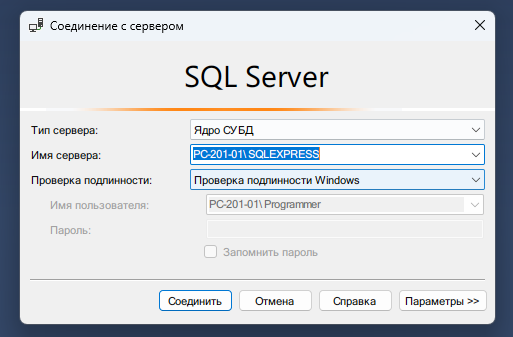 Соединение с сервером
SQL Server
Тип сервера: Ядро СУБД
Имя сервера: PC-201-01\SQLEXPRESS
Проверка подлинности: Проверка подлинности Windows
Имя пользователя: PC-201-01\Programmer
Пароль:
Запомнить пароль
Соединить Отмена Справка Параметры >>